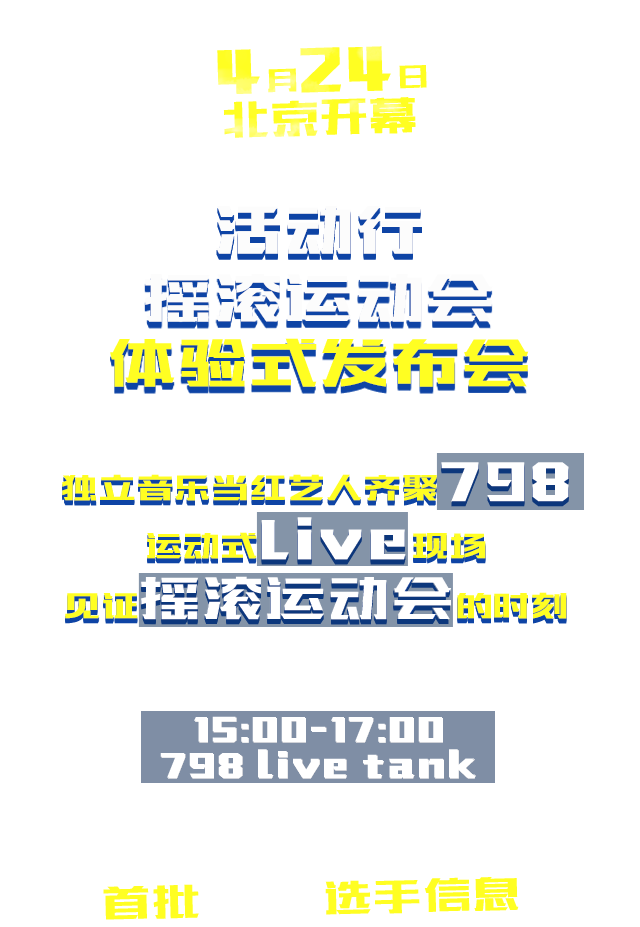 4月24日
北京开幕
活动行
摇滚运动会
体验式发布会
独立音乐当红艺人齐聚798
运动式Live现场
见证摇滚运动会的时刻
15:00-17:00
798 live tank
首批 选手信息